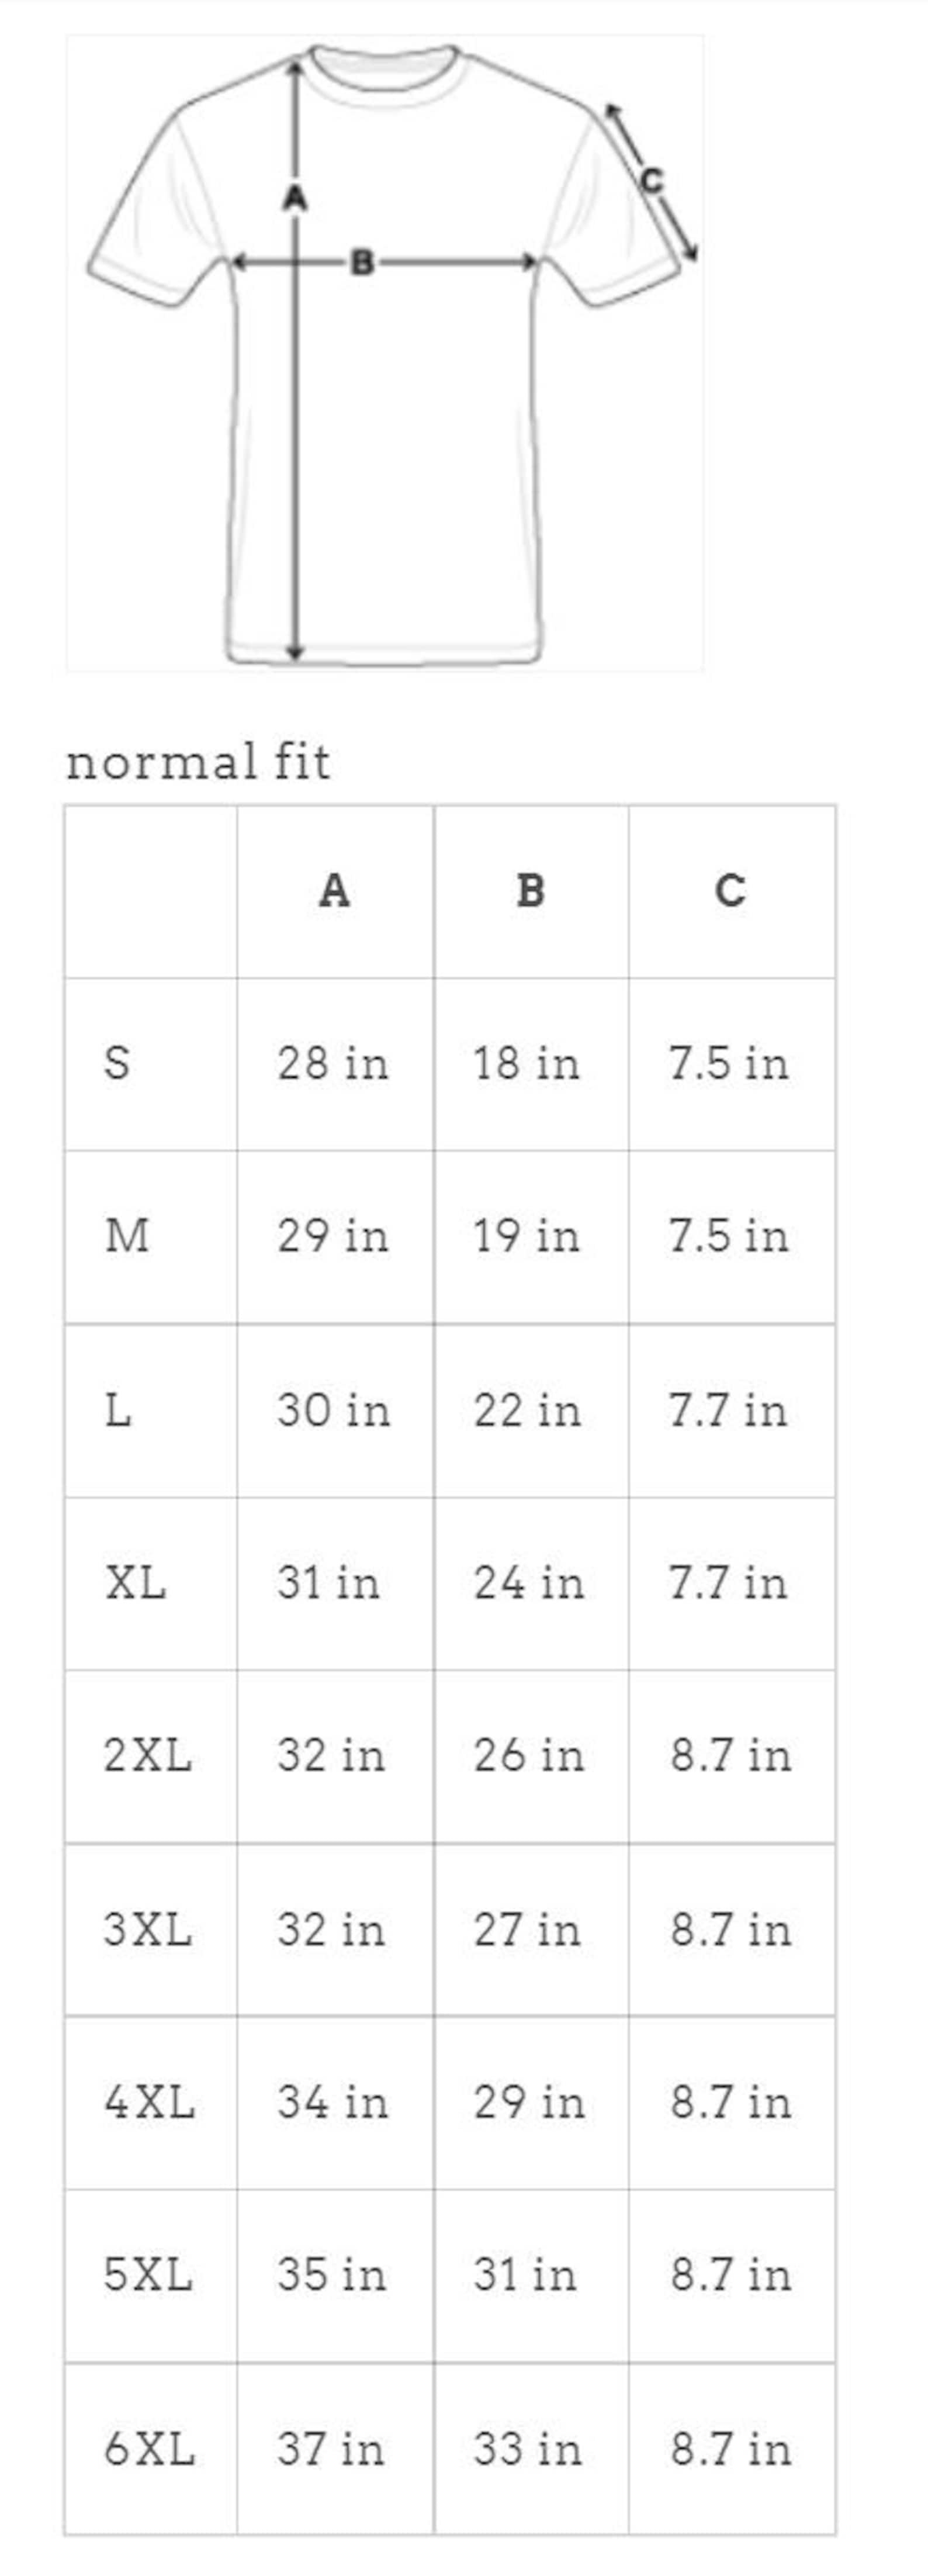 A
C
B
normal fit
A B C
S 28 in 18 in 7.5 in
M 29 in 19 in 7.5 in
L 30 in 22 in 7.7 in
XL 31 in 24 in 7.7 in
2XL 32 in 26 in 8.7 in
3XL 32 in 27 in 8.7 in
4XL 34 in 29 in 8.7 in
5XL 35 in 31 in 8.7 in
6XL 37 in 33 in 8.7 in